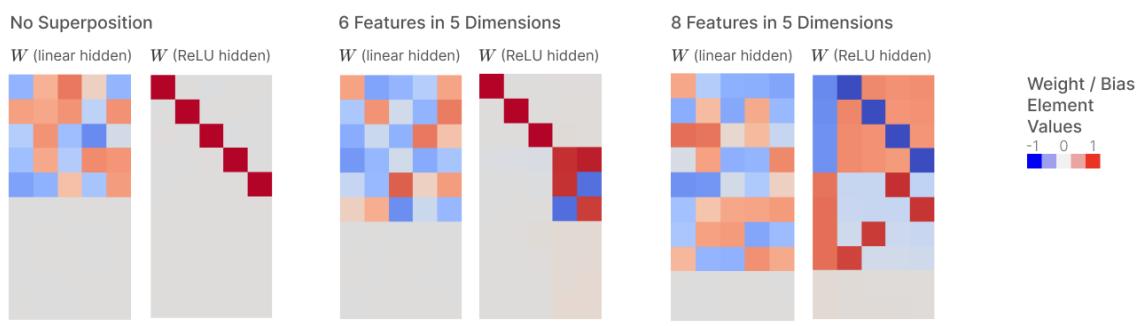 No Superposition
6 Features in 5 Dimensions
8 Features in 5 Dimensions
W (linear hidden)
W (ReLU hidden)
W (linear hidden)
W (ReLU hidden)
W (linear hidden)
W (ReLU hidden)
Weight / Bias
Element
Values
-1 0 1